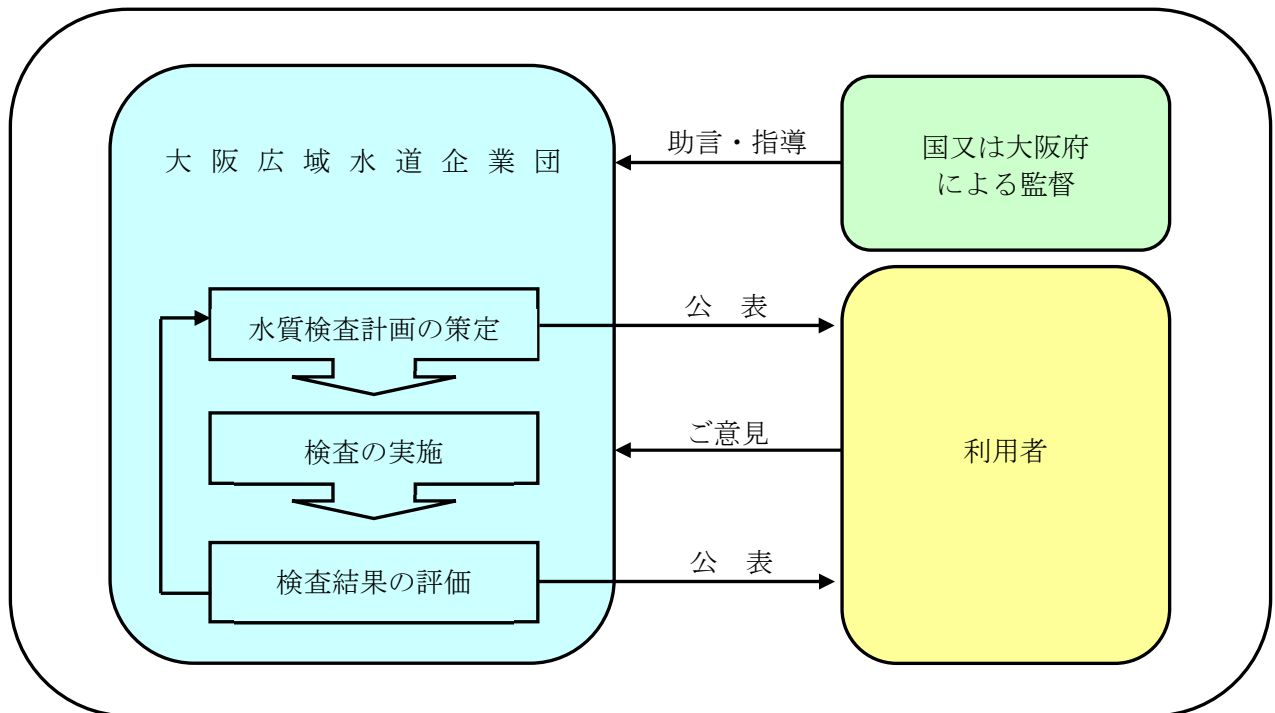 大阪広域水道企業団
助言・指導
国又は大阪府
による監督
水質検査計画の策定
公表
検査の実施
ご意見
利用者
検査結果の評価
公表